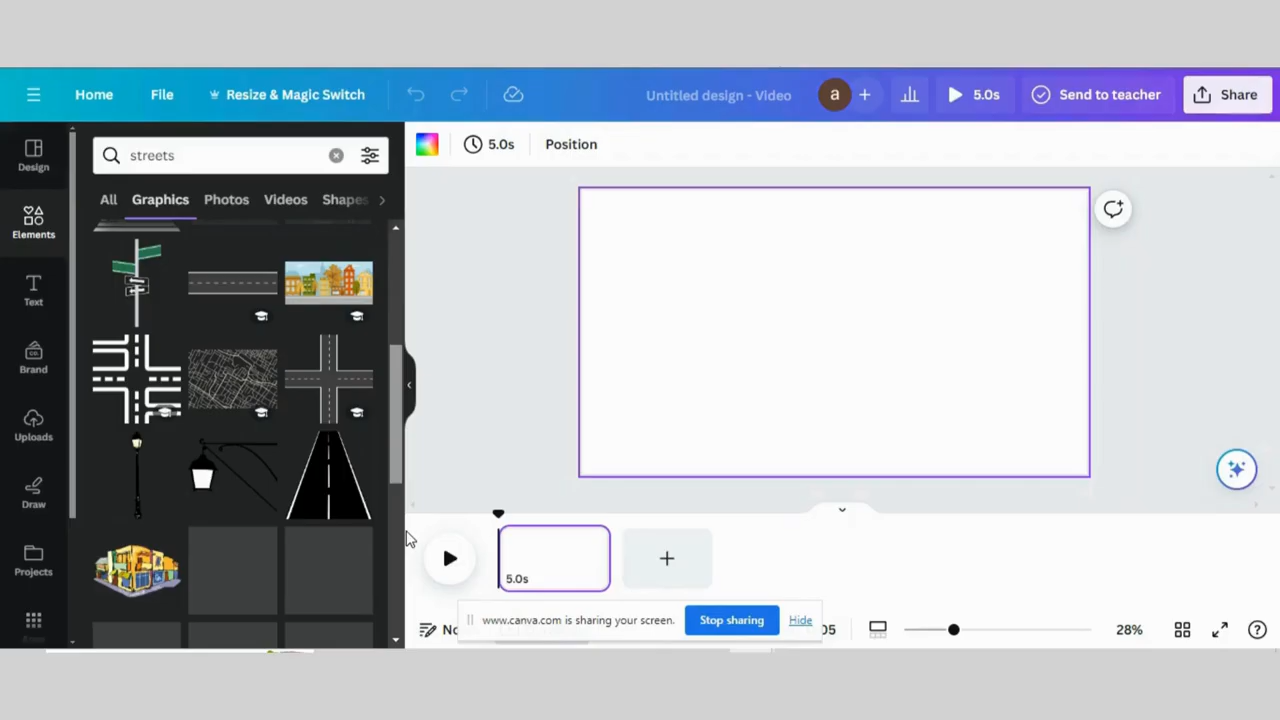 Home File Resize & Magic Switch Untitled design - Video a 5.0s Send to teacher Share
Design
Elements
Text
Brand
Uploads
Draw
Projects
streets
All Graphics Photos Videos Shapes
5.0s Position
5.0s
www.canva.com is sharing your screen. Stop sharing Hide
28%